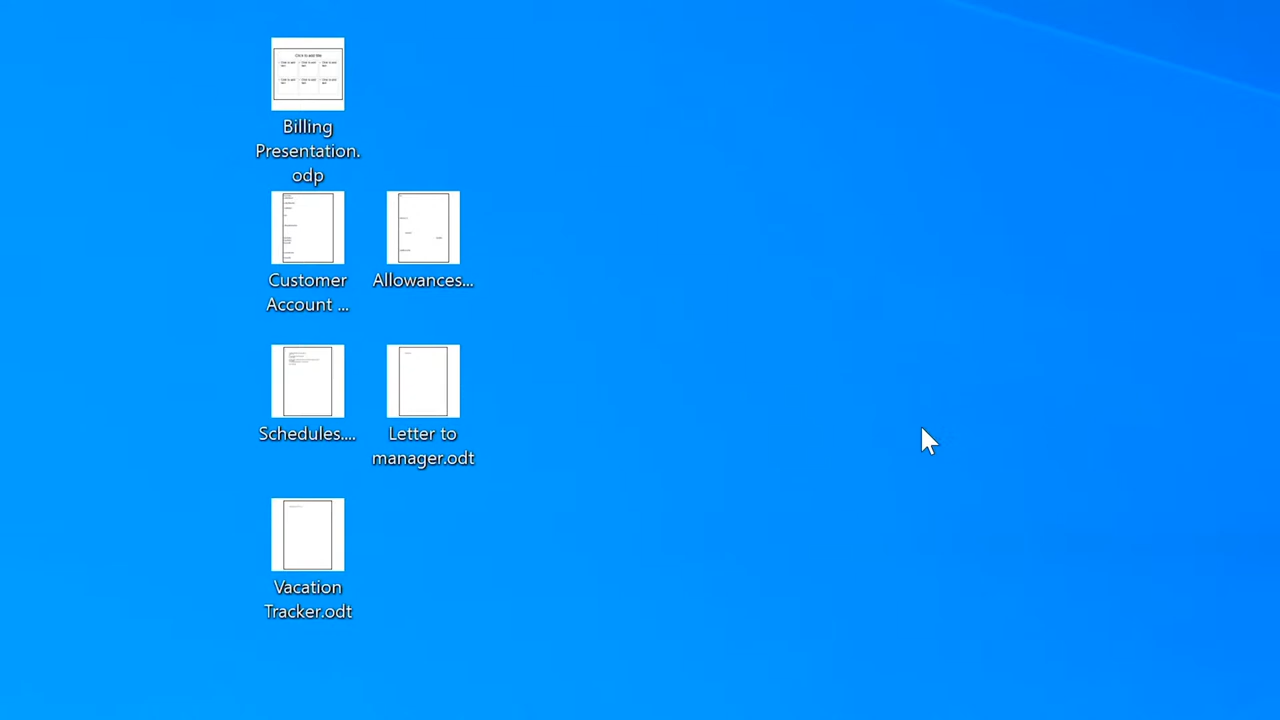 Billing
Presentation.
odp
Customer
Account ...
Allowances...
Schedules....
Letter to
manager.odt
Vacation
Tracker.odt